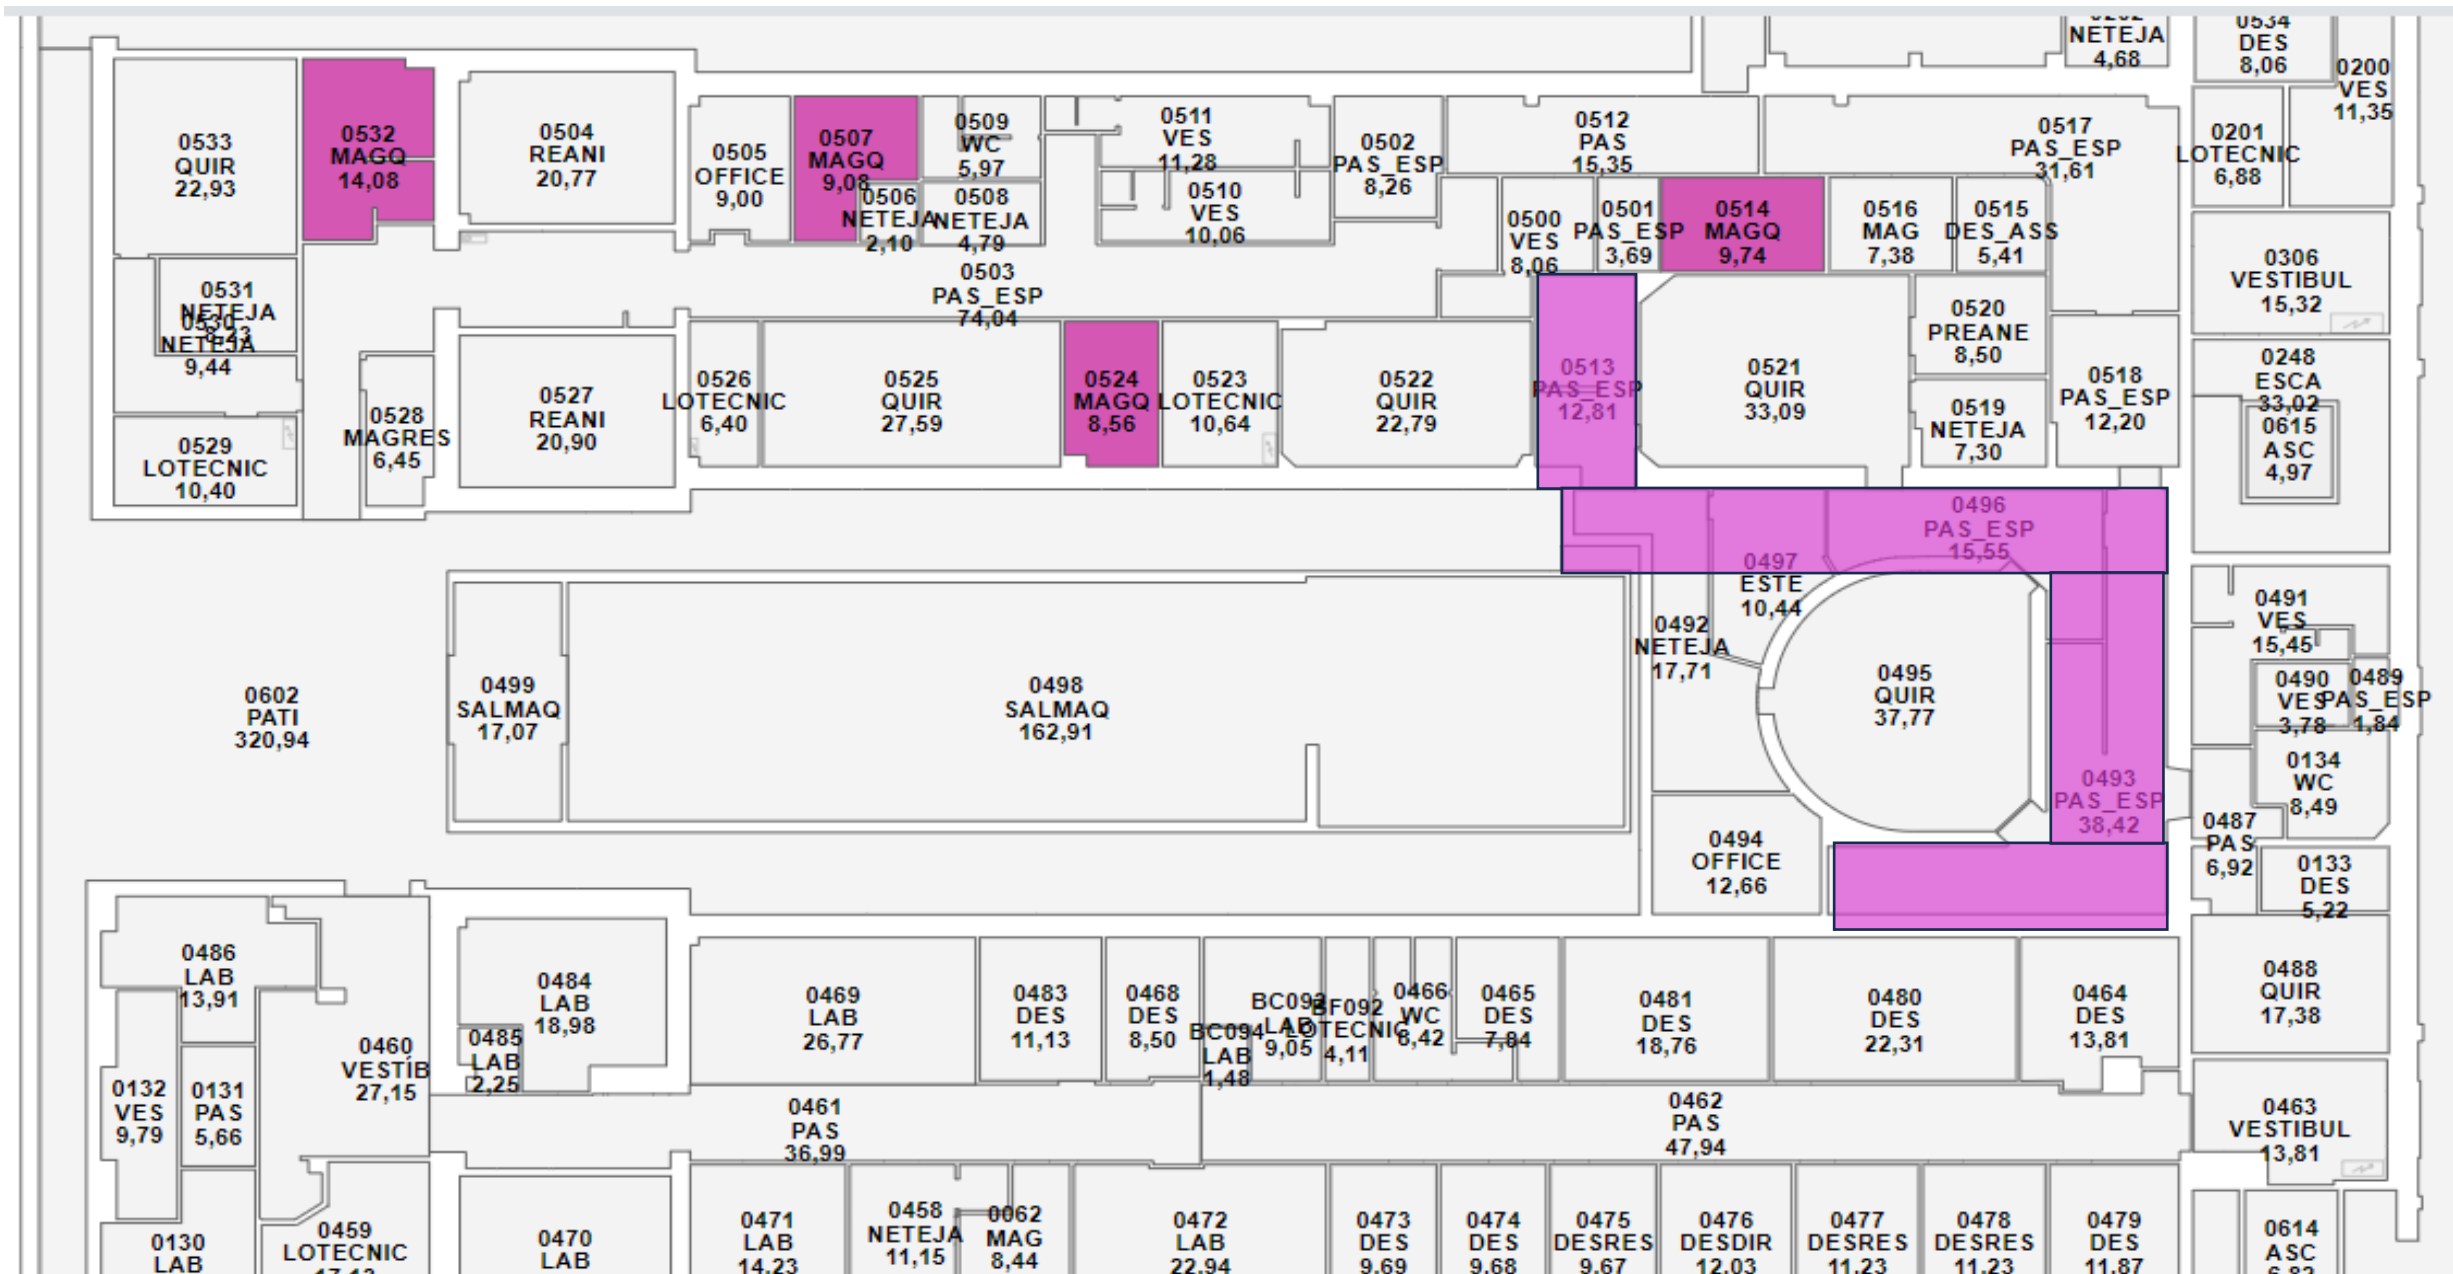 0202
NETEJA
4,68
0534
DES
8,06
0200
VES
11,35
0533
QUIR
22,93
0532
MAGQ
14,08
0504
REANI
20,77
0505
OFFICE
9,00
0507
MAGQ
9,08
0506
NETEJA
2,10
0509
WC
5,97
0508
NETEJA
4,79
0511
VES
11,28
0510
VES
10,06
0502
PAS_ESP
8,26
0512
PAS
15,35
0517
PAS_ESP
31,61
0201
LOTECNIC
6,88
0500
VES
8,06
0501
PAS_ESP
3,69
0514
MAGQ
9,74
0516
MAG
7,38
0515
DES_ASS
5,41
0306
VESTIBUL
15,32
0503
PAS_ESP
74,04
0531
NETEJA
8,23
0530
NETEJA
9,44
0529
LOTECNIC
10,40
0528
MAGRES
6,45
0527
REANI
20,90
0526
LOTECNIC
6,40
0525
QUIR
27,59
0524
MAGQ
8,56
0523
LOTECNIC
10,64
0522
QUIR
22,79
0513
PAS_ESP
12,81
0521
QUIR
33,09
0520
PREANE
8,50
0519
NETEJA
7,30
0518
PAS_ESP
12,20
0248
ESCA
33,02
0615
ASC
4,97
0496
PAS_ESP
15,55
0497
ESTE
10,44
0492
NETEJA
17,71
0495
QUIR
37,77
0491
VES
15,45
0490
VES
3,78
0489
PAS_ESP
1,84
0602
PATI
320,94
0499
SALMAQ
17,07
0498
SALMAQ
162,91
0493
PAS_ESP
38,42
0134
WC
8,49
0487
PAS
6,92
0133
DES
5,22
0494
OFFICE
12,66
0486
LAB
13,91
0484
LAB
18,98
0485
LAB
2,25
0469
LAB
26,77
0483
DES
11,13
0468
DES
8,50
BC093
LAB
9,05
BC094
LAB
1,48
BF092
LOTECNIC
4,11
0466
WC
6,42
0465
DES
7,84
0481
DES
18,76
0480
DES
22,31
0464
DES
13,81
0488
QUIR
17,38
0460
VESTÍB
27,15
0132
VES
9,79
0131
PAS
5,66
0461
PAS
36,99
0462
PAS
47,94
0463
VESTIBUL
13,81
0130
LAB
0459
LOTECNIC
17,13
0470
LAB
0471
LAB
14,23
0458
NETEJA
11,15
0062
MAG
8,44
0472
LAB
22,94
0473
DES
9,69
0474
DES
9,68
0475
DESRES
9,67
0476
DESDIR
12,03
0477
DESRES
11,23
0478
DESRES
11,23
0479
DES
11,87
0614
ASC